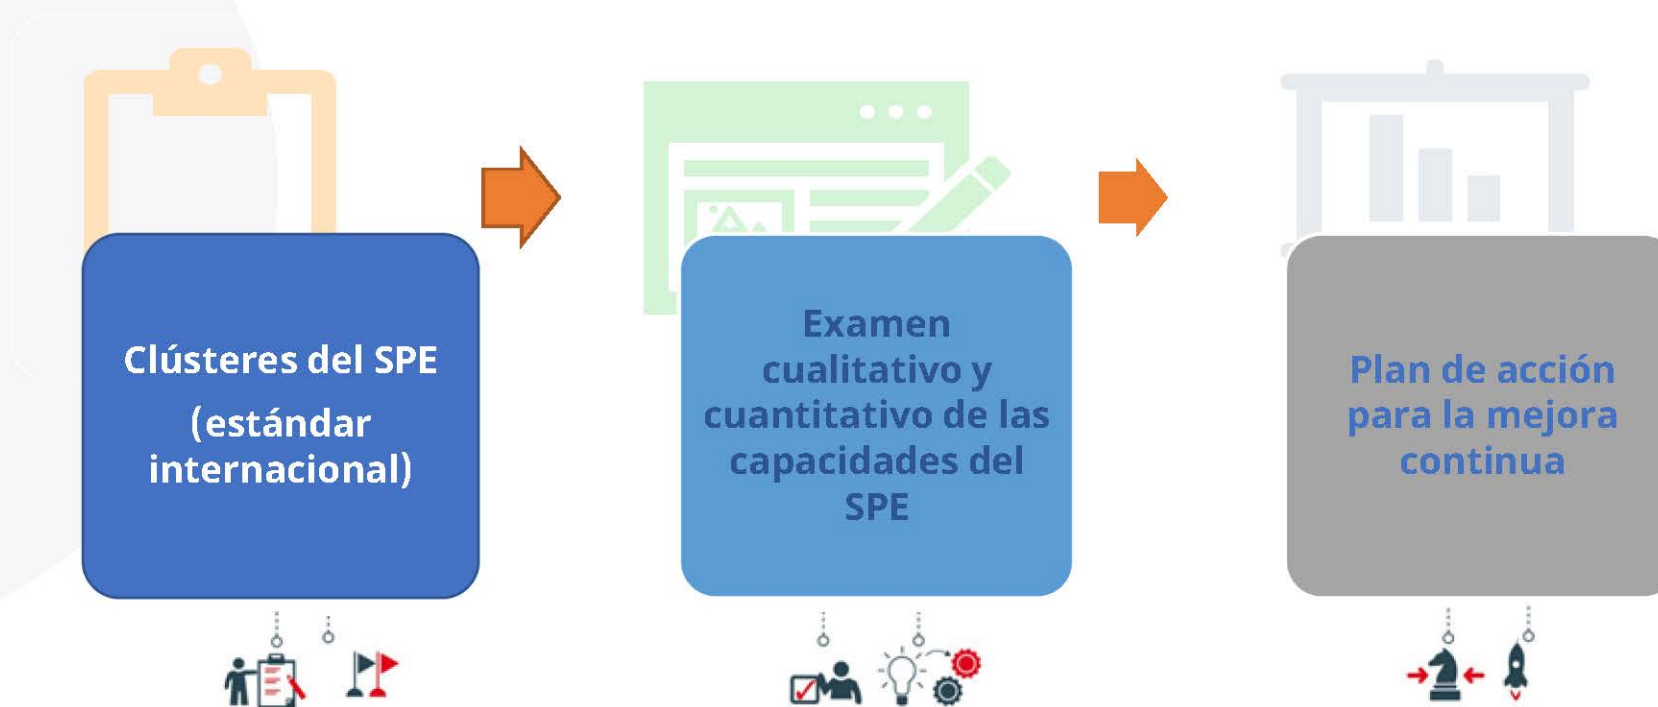 Clústeres del SPE
(estándar
internacional)
Examen
cualitativo y
cuantitativo de las
capacidades del
SPE
Plan de acción
para la mejora
continua